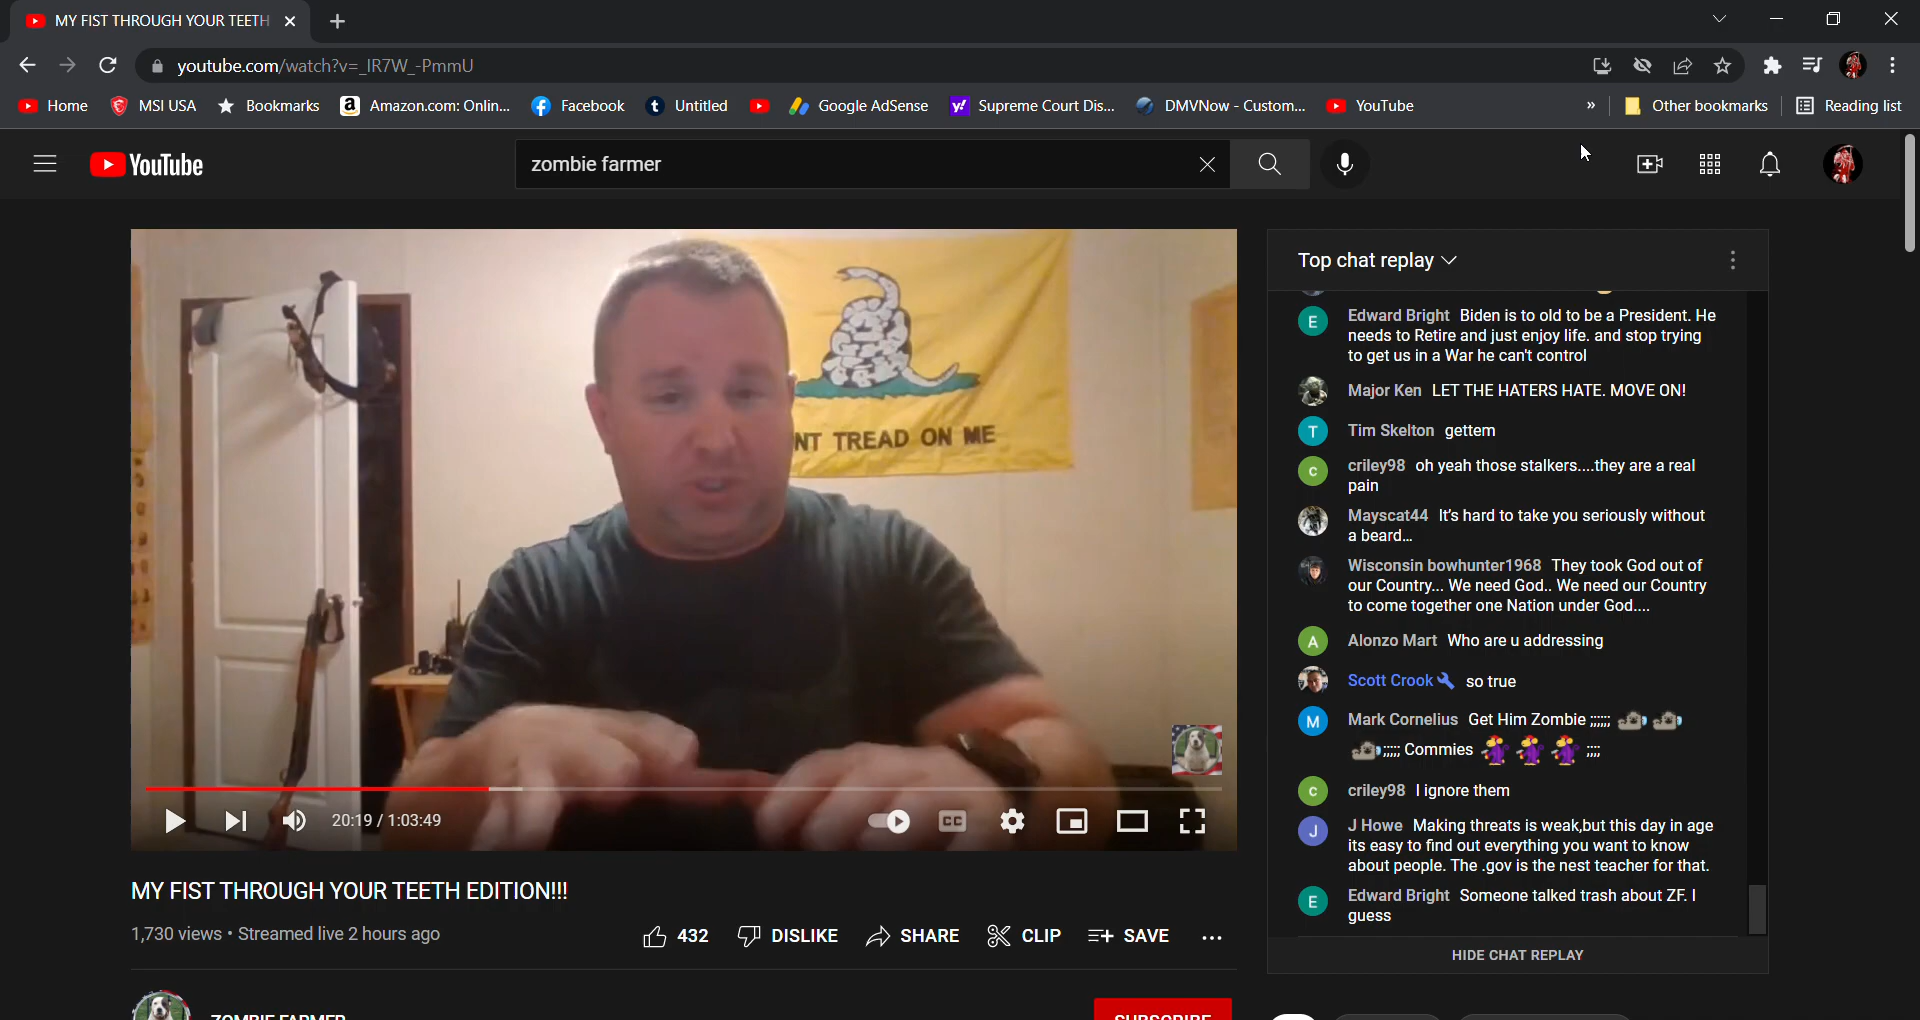 MY FIST THROUGH YOUR TEETH
youtube.com/watch?v=_IR7W_-PmmU
Home
MSI USA
Bookmarks
Amazon.com: Onlin...
Facebook
Untitled
Google AdSense
Supreme Court Dis...
DMVNow - Custom...
YouTube
»
Other bookmarks
Reading list
YouTube
zombie farmer
NT TREAD ON ME
20:19 / 1:03:49
CC
MY FIST THROUGH YOUR TEETH EDITION!!!
1,730 views • Streamed live 2 hours ago
432
DISLIKE
SHARE
CLIP
SAVE
ZOMBIE FARMER
SUBSCRIBE
Top chat replay
E
Edward Bright Biden is to old to be a President. He
needs to Retire and just enjoy life. and stop trying
to get us in a War he can't control
Major Ken LET THE HATERS HATE. MOVE ON!
T
Tim Skelton gettem
c
criley98 oh yeah those stalkers....they are a real
pain
Mayscat44 It's hard to take you seriously without
a beard...
Wisconsin bowhunter1968 They took God out of
our Country... We need God.. We need our Country
to come together one Nation under God....
A
Alonzo Mart Who are u addressing
Scott Crook so true
M
Mark Cornelius Get Him Zombie ;;;;;;
;;;;; Commies ;;;;
c
criley98 I ignore them
J
J Howe Making threats is weak,but this day in age
its easy to find out everything you want to know
about people. The .gov is the nest teacher for that.
E
Edward Bright Someone talked trash about ZF. I
guess
HIDE CHAT REPLAY